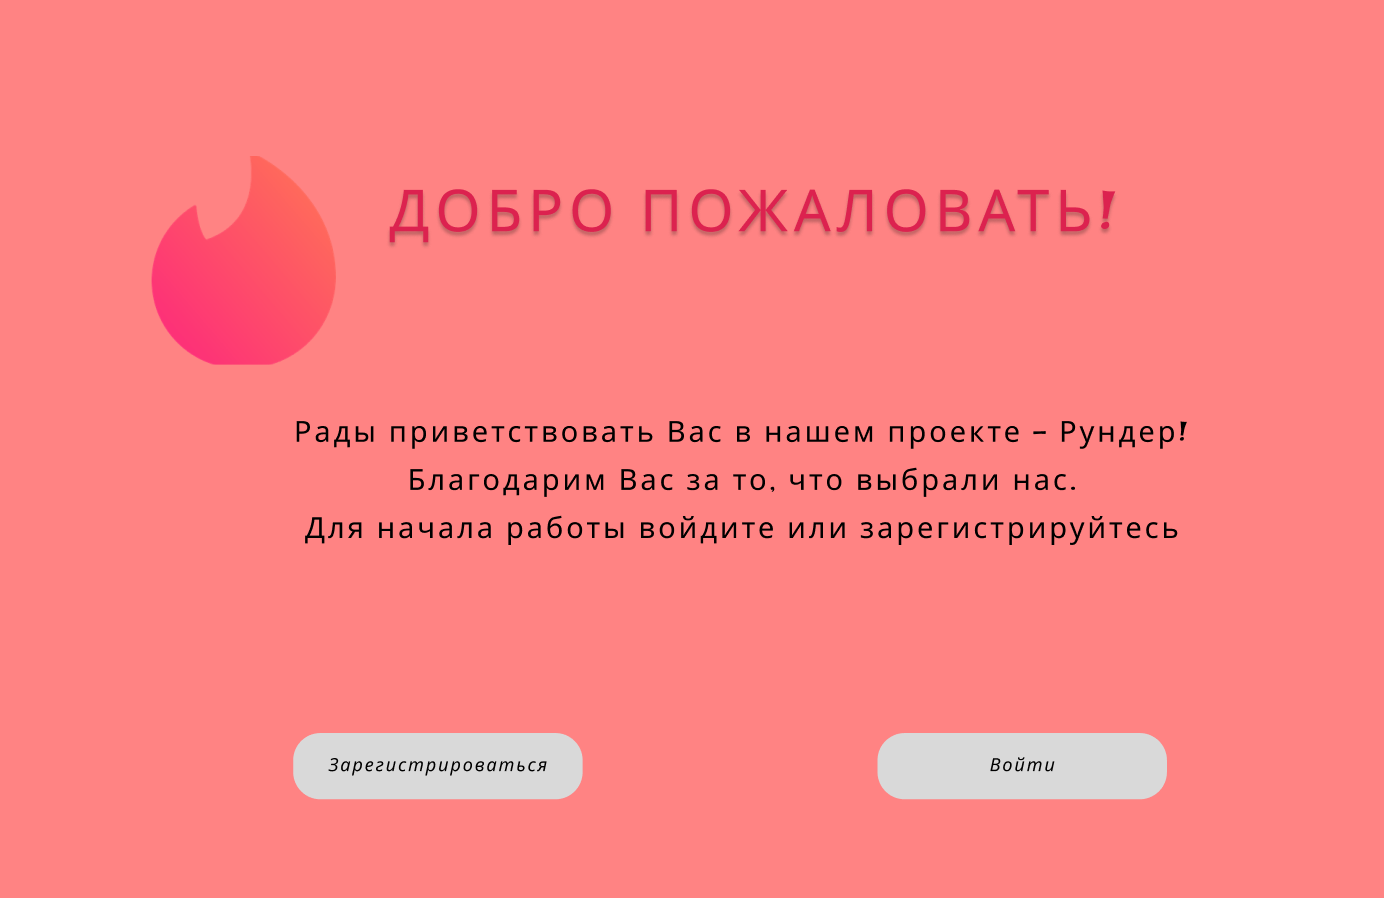 ДОБРО ПОЖАЛОВАТЬ!
Рады приветствовать Вас в нашем проекте – Рундер!
Благодарим Вас за то, что выбрали нас.
Для начала работы войдите или зарегистрируйтесь
Зарегистрироваться
Войти